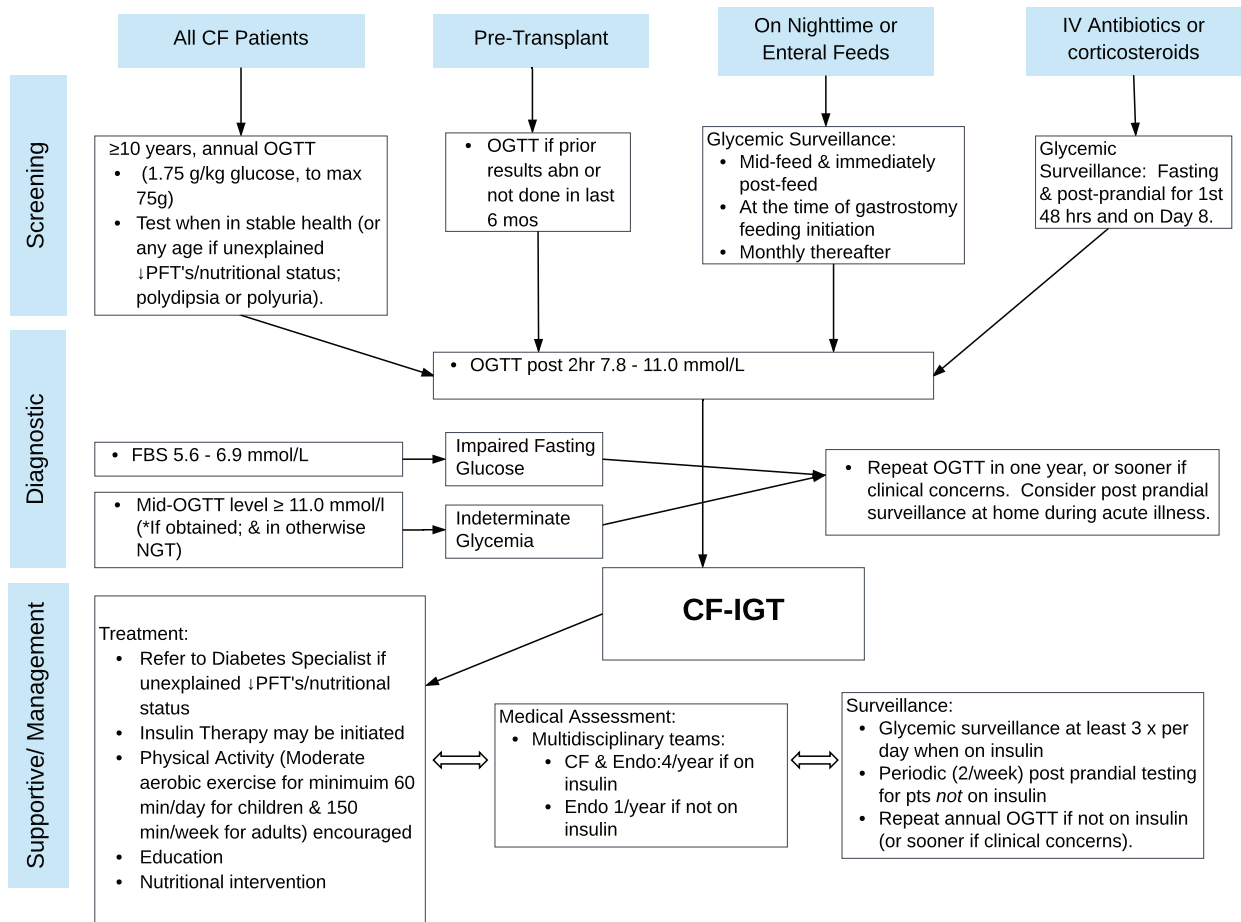 All CF Patients
Pre-Transplant
On Nighttime or
Enteral Feeds
IV Antibiotics or
corticosteroids
Screening
≥10 years, annual OGTT
• (1.75 g/kg glucose, to max
75g)
• Test when in stable health (or
any age if unexplained
↓PFT's/nutritional status;
polydipsia or polyuria).
• OGTT if prior
results abn or
not done in last
6 mos
Glycemic Surveillance:
• Mid-feed & immediately
post-feed
• At the time of gastrostomy
feeding initiation
• Monthly thereafter
Glycemic
Surveillance: Fasting
& post-prandial for 1st
48 hrs and on Day 8.
Diagnostic
• OGTT post 2hr 7.8 - 11.0 mmol/L
• FBS 5.6 - 6.9 mmol/L
Impaired Fasting
Glucose
• Mid-OGTT level ≥ 11.0 mmol/l
(*If obtained; & in otherwise
NGT)
Indeterminate
Glycemia
• Repeat OGTT in one year, or sooner if
clinical concerns. Consider post prandial
surveillance at home during acute illness.
CF-IGT
Supportive/ Management
Treatment:
• Refer to Diabetes Specialist if
unexplained ↓PFT's/nutritional
status
• Insulin Therapy may be initiated
• Physical Activity (Moderate
aerobic exercise for minimuim 60
min/day for children & 150
min/week for adults) encouraged
• Education
• Nutritional intervention
Medical Assessment:
• Multidisciplinary teams:
• CF & Endo:4/year if on
insulin
• Endo 1/year if not on
insulin
Surveillance:
• Glycemic surveillance at least 3 x per
day when on insulin
• Periodic (2/week) post prandial testing
for pts not on insulin
• Repeat annual OGTT if not on insulin
(or sooner if clinical concerns).